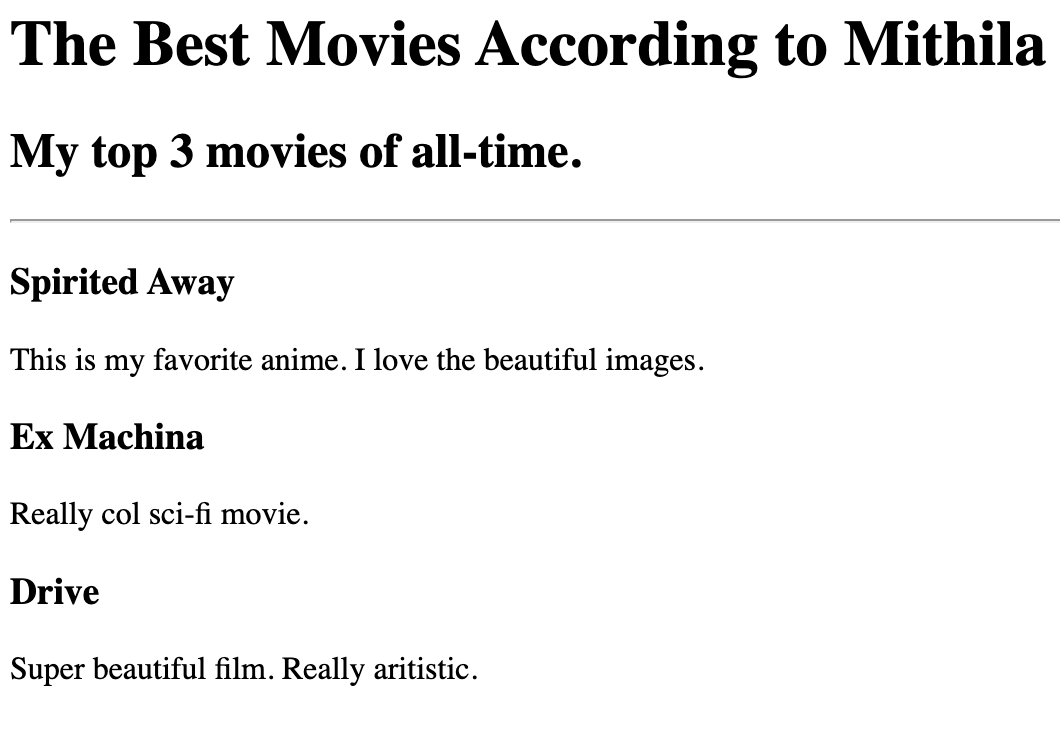 The Best Movies According to Mithila
My top 3 movies of all-time.
Spirited Away
This is my favorite anime. I love the beautiful images.
Ex Machina
Really col sci-fi movie.
Drive
Super beautiful film. Really aritistic.